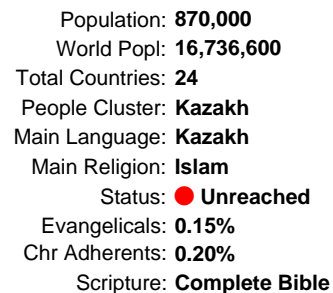 Population: 870,000
World Popl: 16,736,600
Total Countries: 24
People Cluster: Kazakh
Main Language: Kazakh
Main Religion: Islam
Status: Unreached
Evangelicals: 0.15%
Chr Adherents: 0.20%
Scripture: Complete Bible